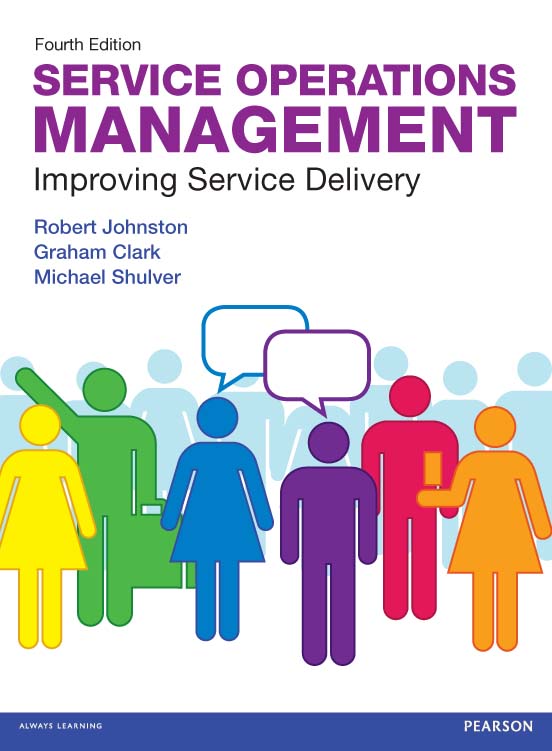 Fourth Edition
SERVICE OPERATIONS
MANAGEMENT
Improving Service Delivery
Robert Johnston
Graham Clark
Michael Shulver
ALWAYS LEARNING
PEARSON